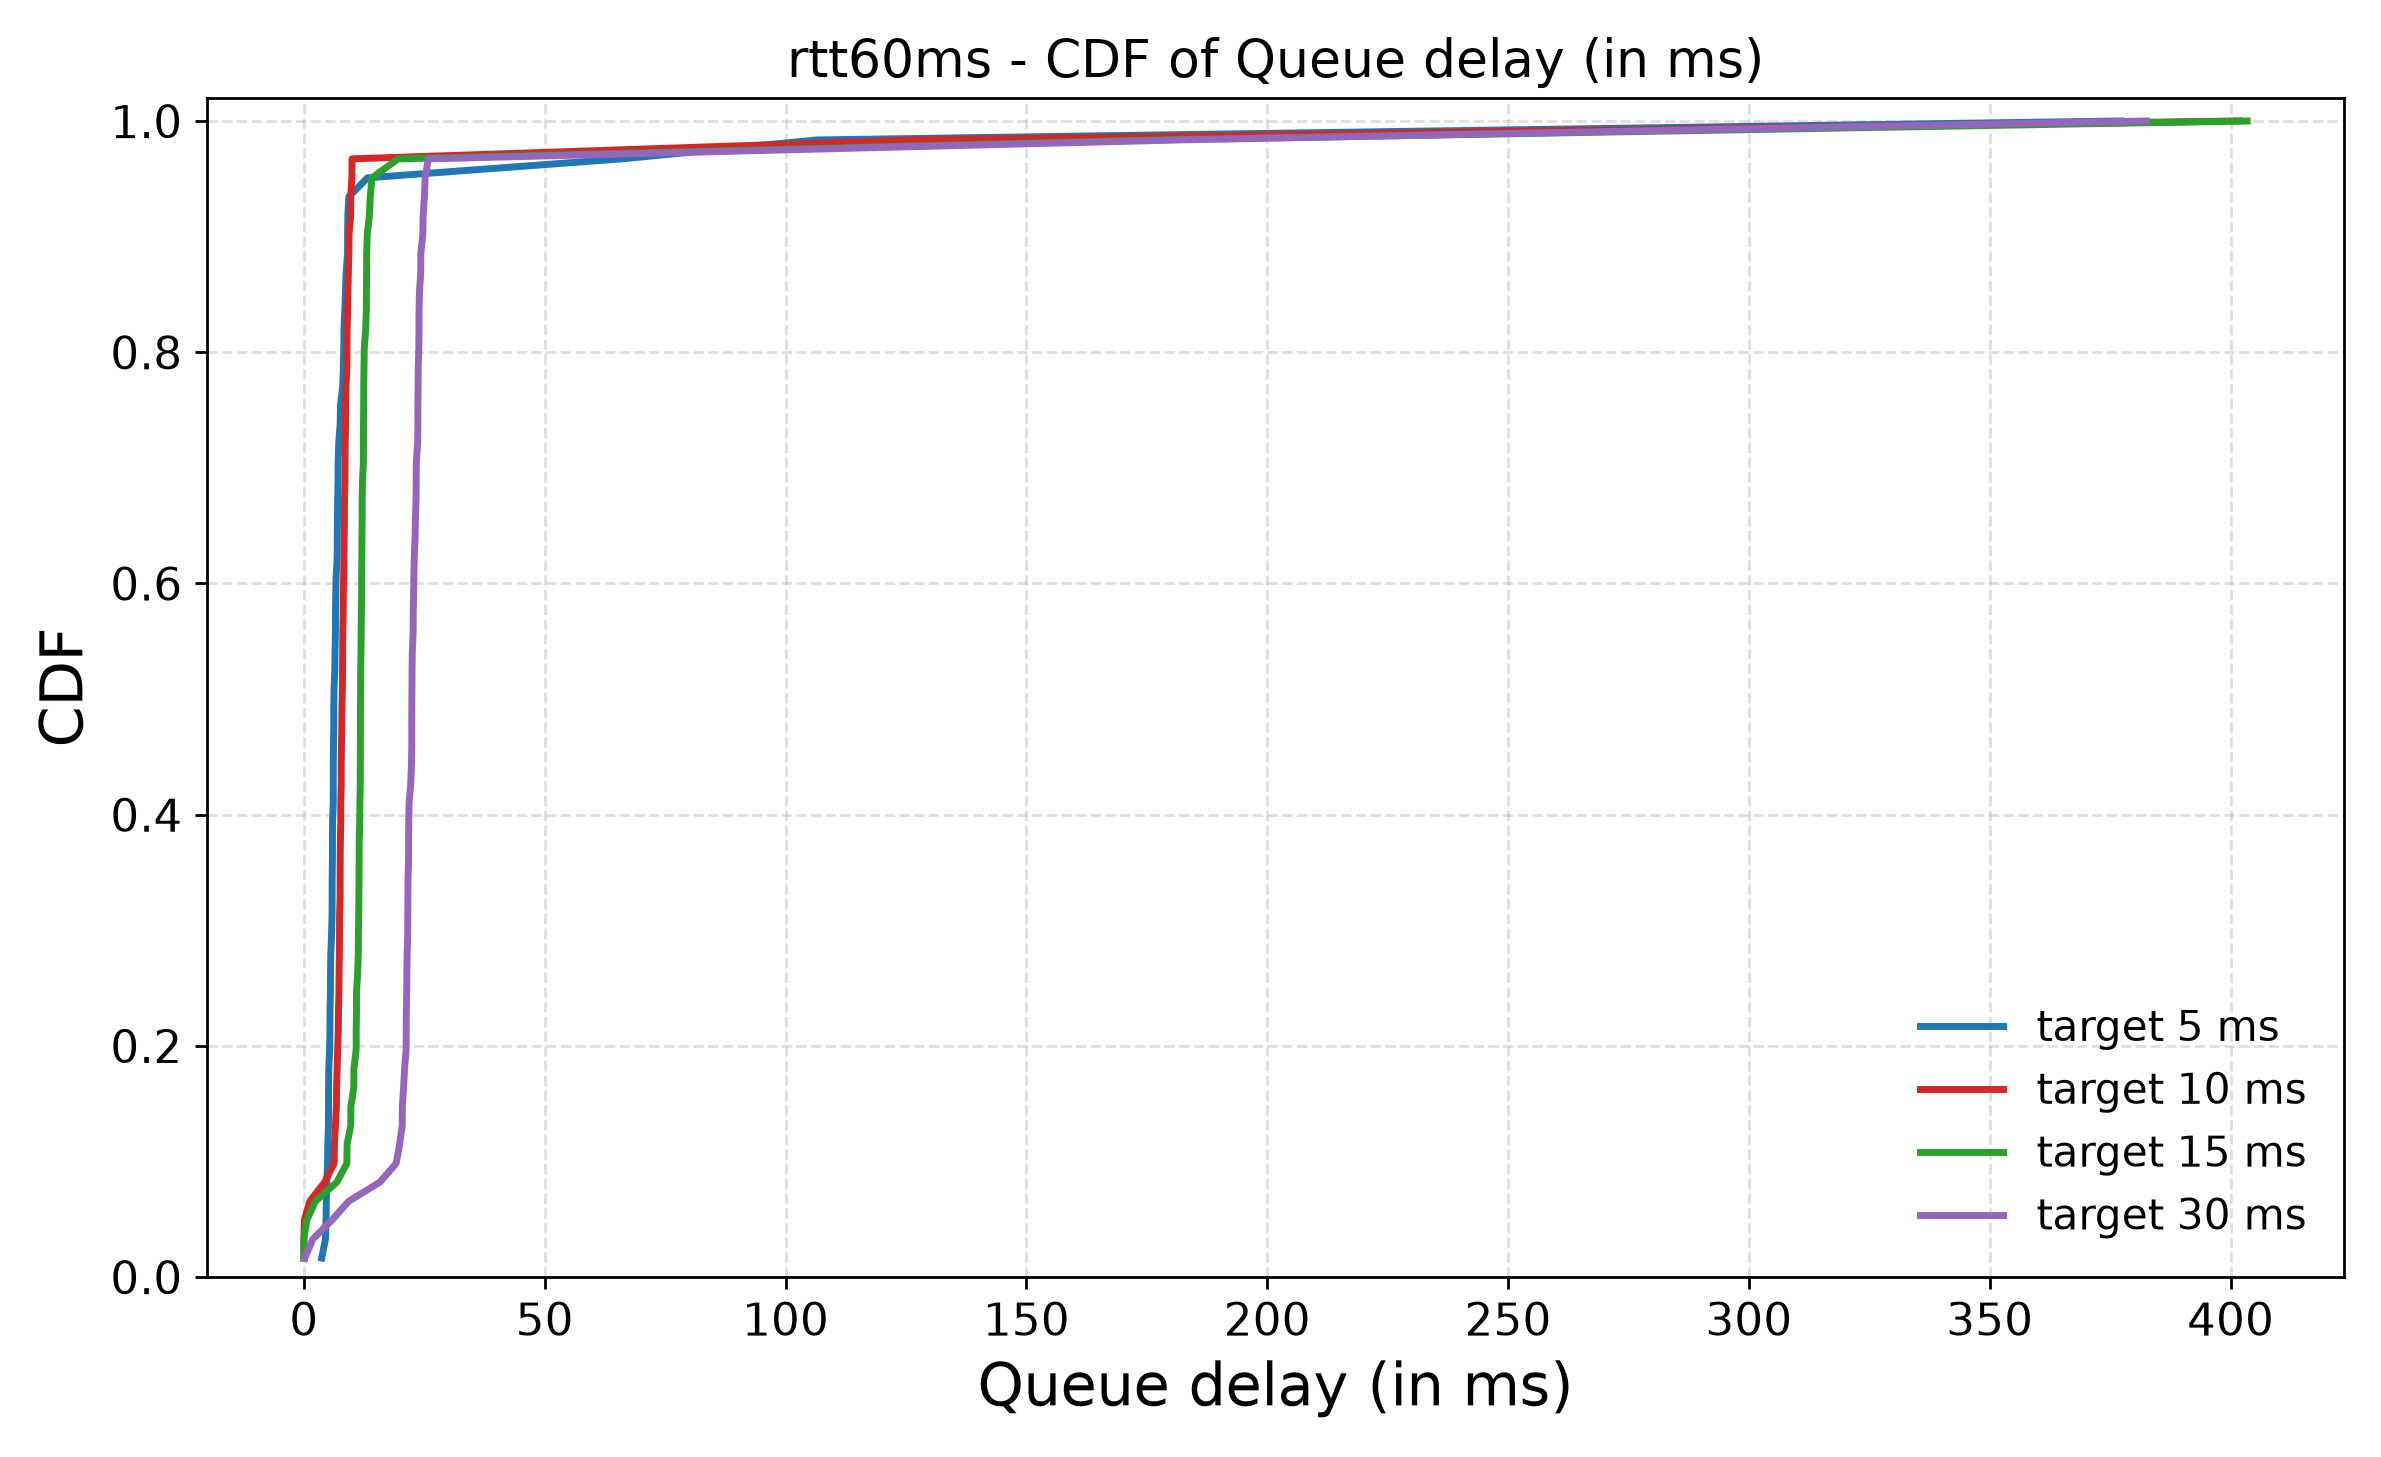 rtt60ms - CDF of Queue delay (in ms)
1.0
0.8
0.6
0.4
0.2
0.0
CDF
target 5 ms
target 10 ms
target 15 ms
target 30 ms
0 50 100 150 200 250 300 350 400
Queue delay (in ms)